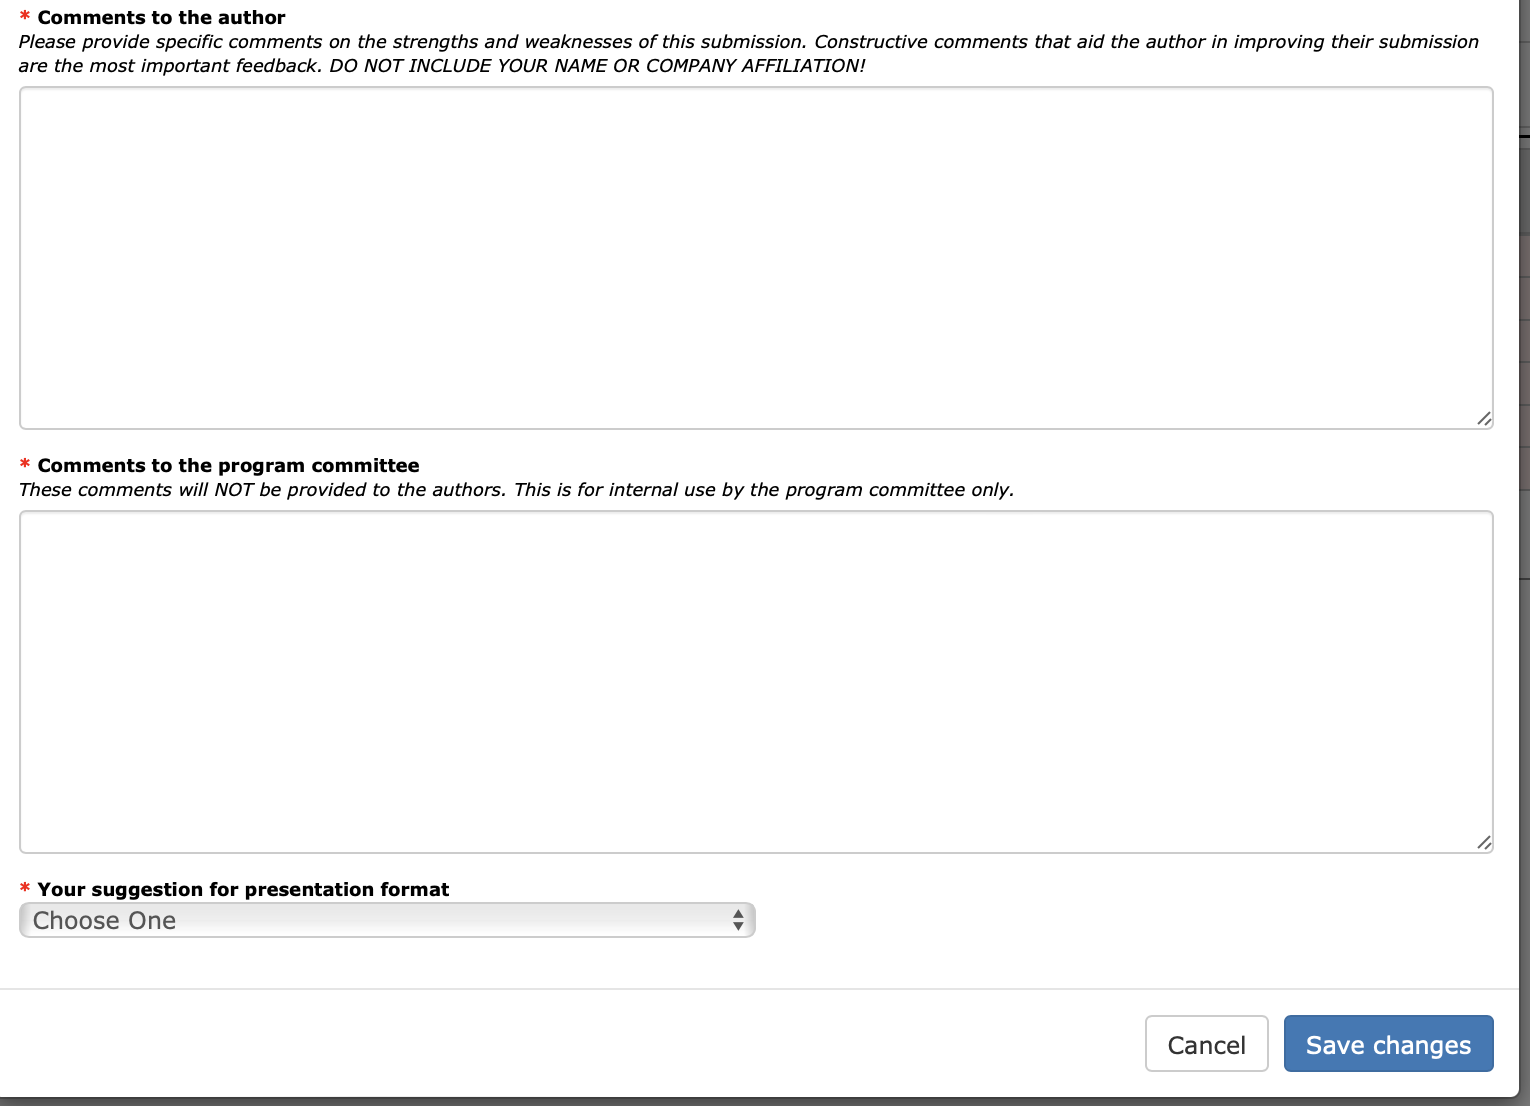 * Comments to the author
Please provide specific comments on the strengths and weaknesses of this submission. Constructive comments that aid the author in improving their submission
are the most important feedback. DO NOT INCLUDE YOUR NAME OR COMPANY AFFILIATION!
* Comments to the program committee
These comments will NOT be provided to the authors. This is for internal use by the program committee only.
* Your suggestion for presentation format
Choose One
Cancel Save changes